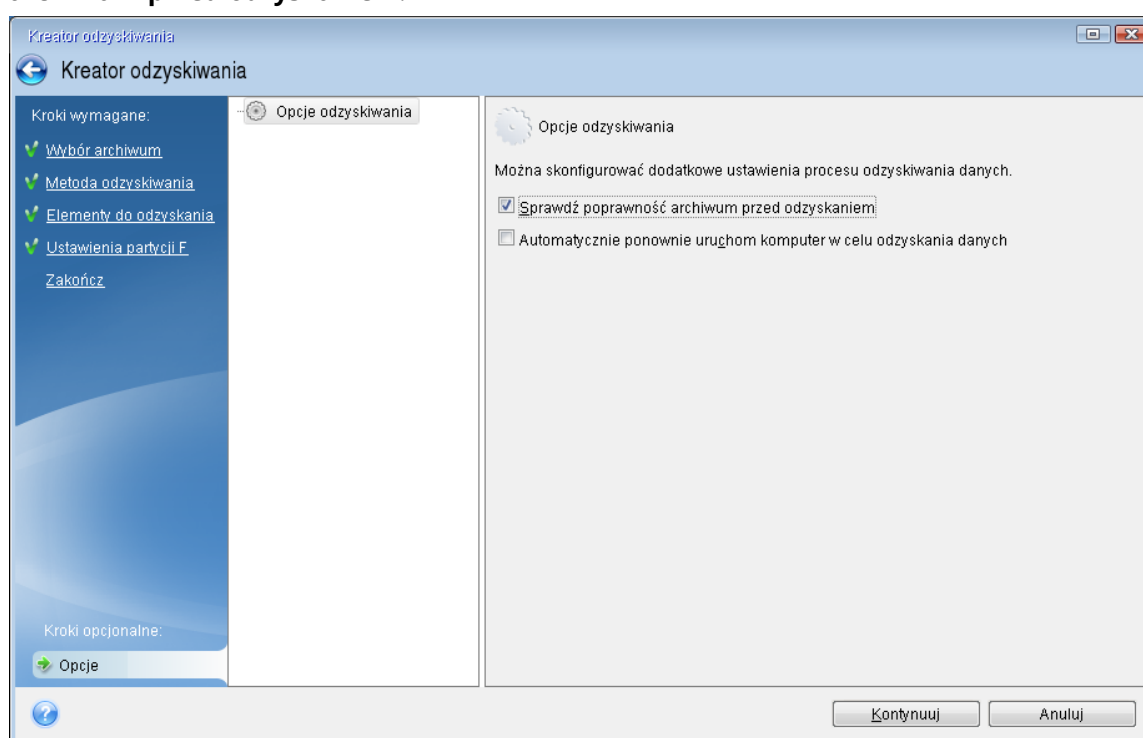 Kreator odzyskiwania
Kreator odzyskiwania
Kroki wymagane:
Wybór archiwum
Metoda odzyskiwania
Elementy do odzyskania
Ustawienia partycji F
Zakończ
Kroki opcjonalne:
Opcje
Opcje odzyskiwania
Opcje odzyskiwania
Można skonfigurować dodatkowe ustawienia procesu odzyskiwania danych.
Sprawdź poprawność archiwum przed odzyskaniem
Automatycznie ponownie uruchom komputer w celu odzyskania danych
Kontynuuj
Anuluj